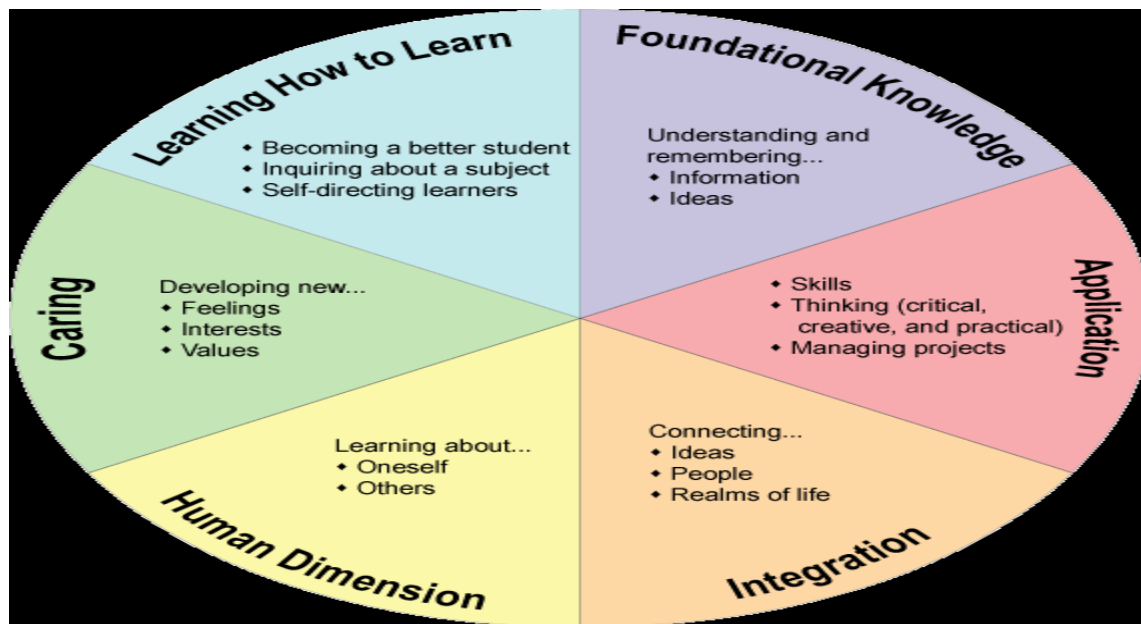 Learning How to Learn
◆ Becoming a better student
◆ Inquiring about a subject
◆ Self-directing learners
Foundational Knowledge
Understanding and
remembering...
◆ Information
◆ Ideas
Application
◆ Skills
◆ Thinking (critical,
creative, and practical)
◆ Managing projects
Integration
Connecting...
◆ Ideas
◆ People
◆ Realms of life
Human Dimension
Learning about...
◆ Oneself
◆ Others
Caring
Developing new...
◆ Feelings
◆ Interests
◆ Values